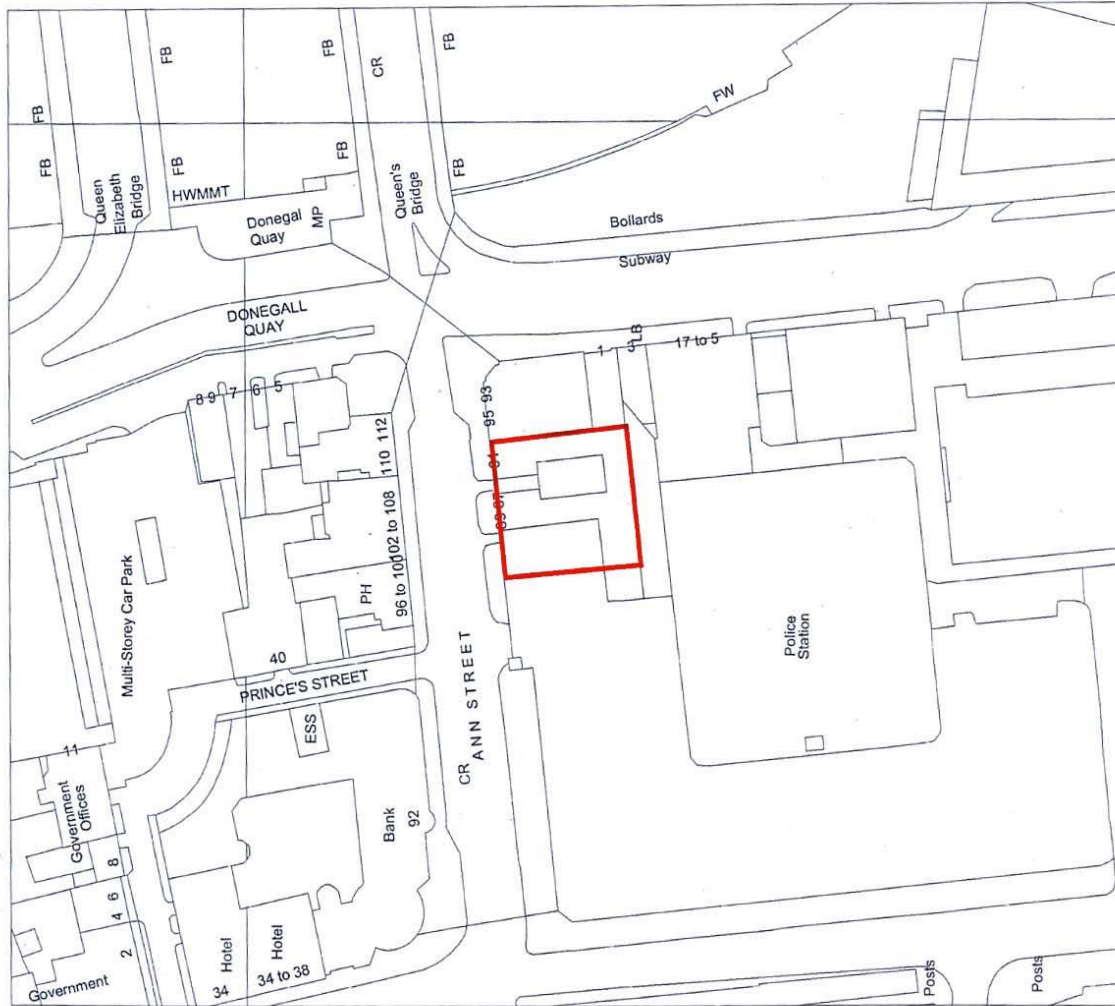 FB
FB
FB
FB
FB
FB
FB
FB
CR
FW
Queen
Elizabeth
Bridge
HWMMT
Donegal
Quay
MP
Queen's
Bridge
Bollards
Subway
DONEGALL
QUAY
8 9
7
6
5
1
3
LB
17 to 5
95 93
91
89 87
110 112
102 to 108
96 to 100
PH
Multi-Storey Car Park
40
PRINCE'S STREET
ESS
ANN STREET
CR
Police
Station
11
Government
Offices
8
6
4
2
Government
Bank
92
Hotel
34
Hotel
34 to 38
Posts
Posts